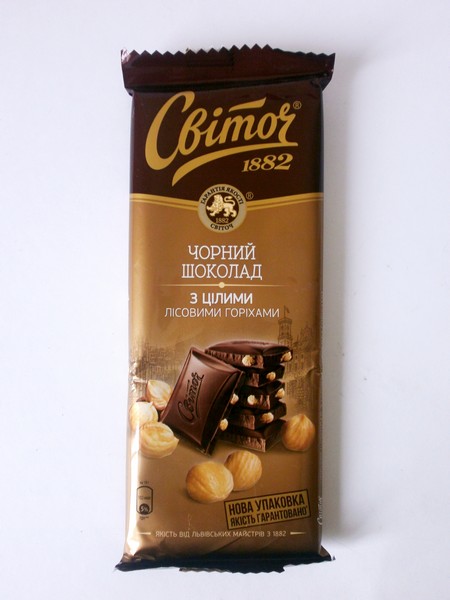 Світоч®
1882
ГАРАНТІЯ ЯКОСТІ
®
1882
СВІТОЧ
ЧОРНИЙ
ШОКОЛАД
З ЦІЛИМИ
ЛІСОВИМИ ГОРІХАМИ
Світоч
НОВА УПАКОВКА
ЯКІСТЬ ГАРАНТОВАНО
5%
ЯКІСТЬ ВІД ЛЬВІВСЬКИХ МАЙСТРІВ З 1882